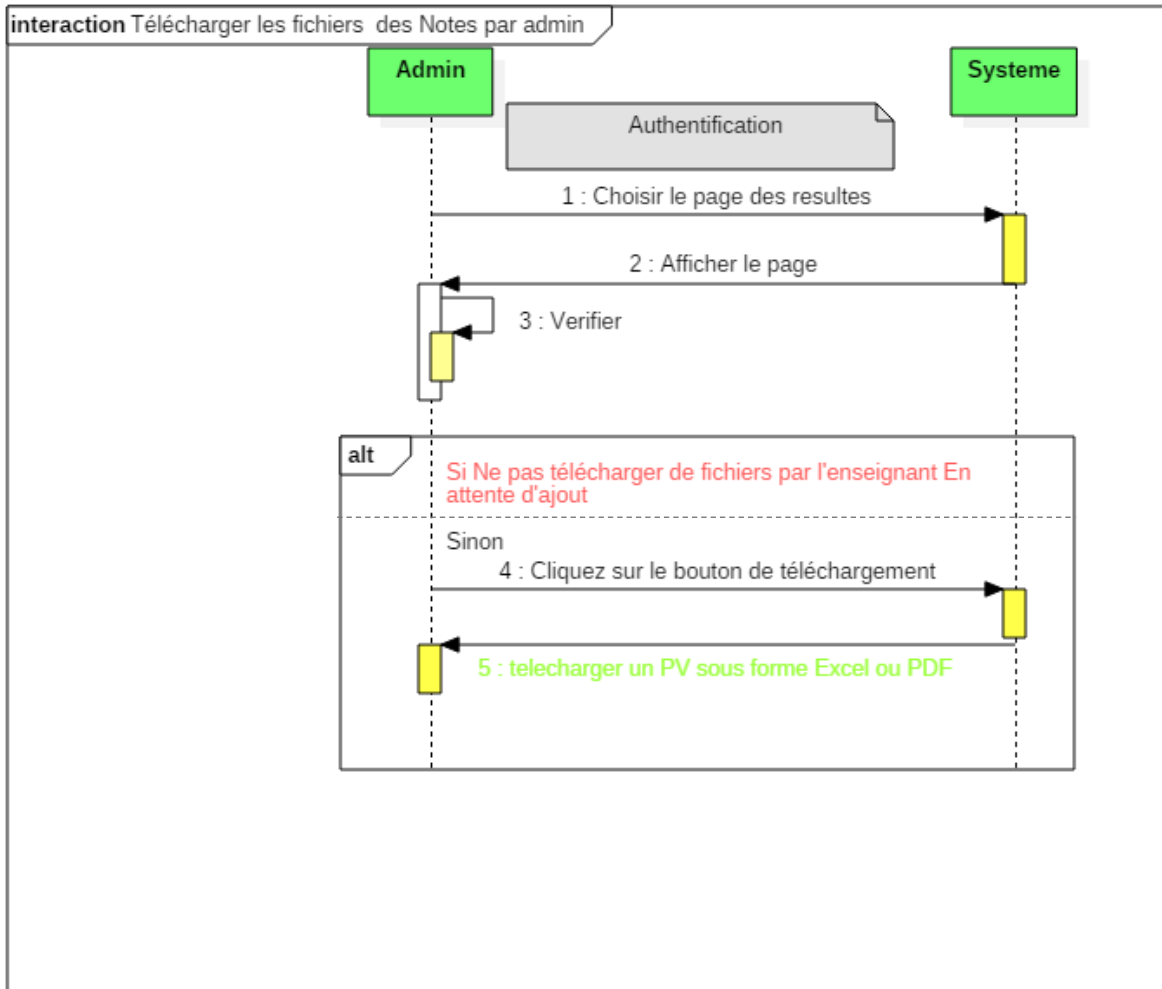 interaction Télécharger les fichiers des Notes par admin
Admin
Systeme
Authentification
1 : Choisir le page des resultes
2 : Afficher le page
3 : Verifier
alt
Si Ne pas télécharger de fichiers par l'enseignant En
attente d'ajout
Sinon
4 : Cliquez sur le bouton de téléchargement
5 : telecharger un PV sous forme Excel ou PDF